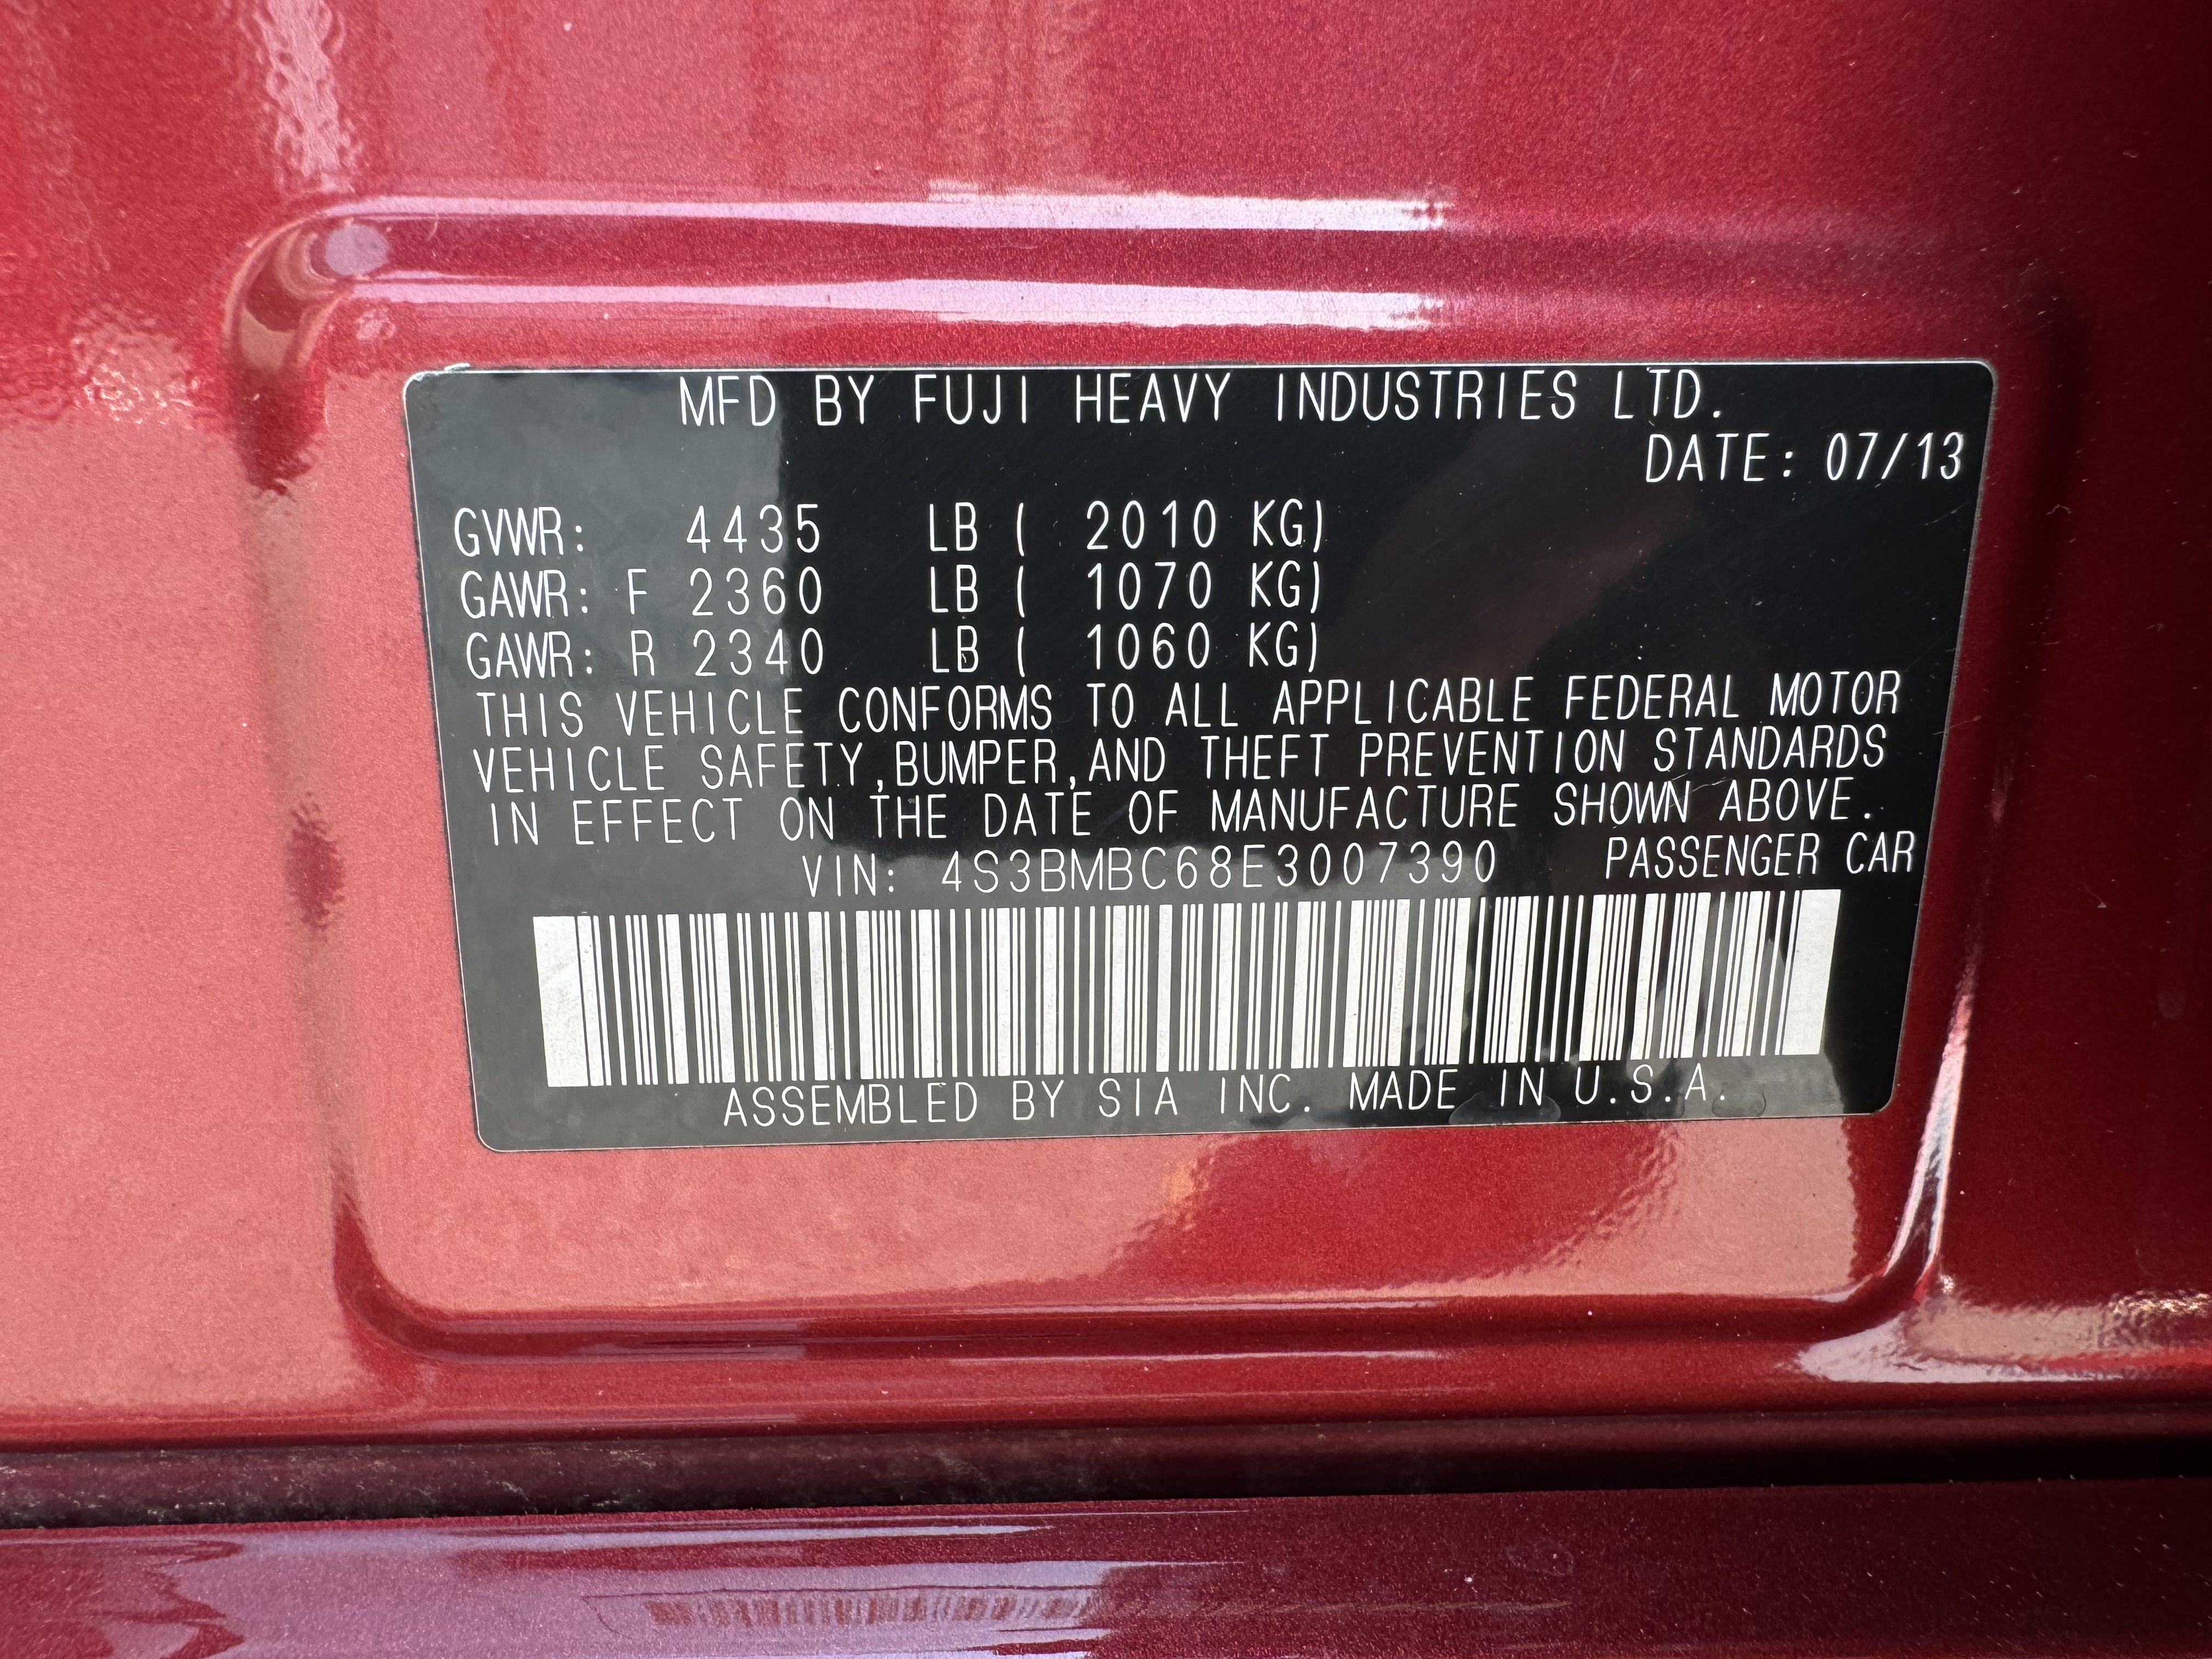 MFD BY FUJI HEAVY INDUSTRIES LTD.
DATE: 07/13
GVWR: 4435 LB ( 2010 KG)
GAWR: F 2360 LB ( 1070 KG)
GAWR: R 2340 LB ( 1060 KG)
THIS VEHICLE CONFORMS TO ALL APPLICABLE FEDERAL MOTOR
VEHICLE SAFETY,BUMPER,AND THEFT PREVENTION STANDARDS
IN EFFECT ON THE DATE OF MANUFACTURE SHOWN ABOVE.
VIN: 4S3BMBC68E3007390 PASSENGER CAR
ASSEMBLED BY SIA INC. MADE IN U.S.A.